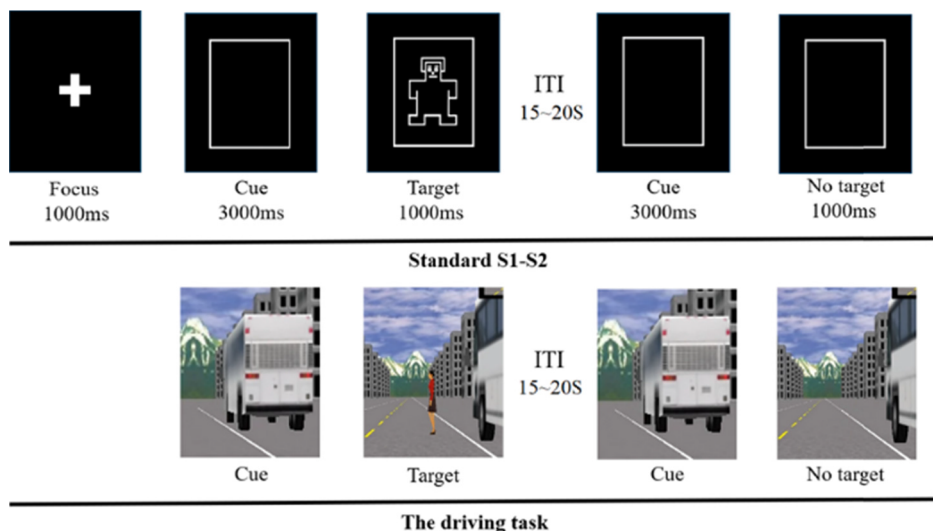 ITI
15~20S
Focus
1000ms
Cue
3000ms
Target
1000ms
Cue
3000ms
No target
1000ms
Standard S1-S2
ITI
15~20S
Cue
Target
Cue
No target
The driving task